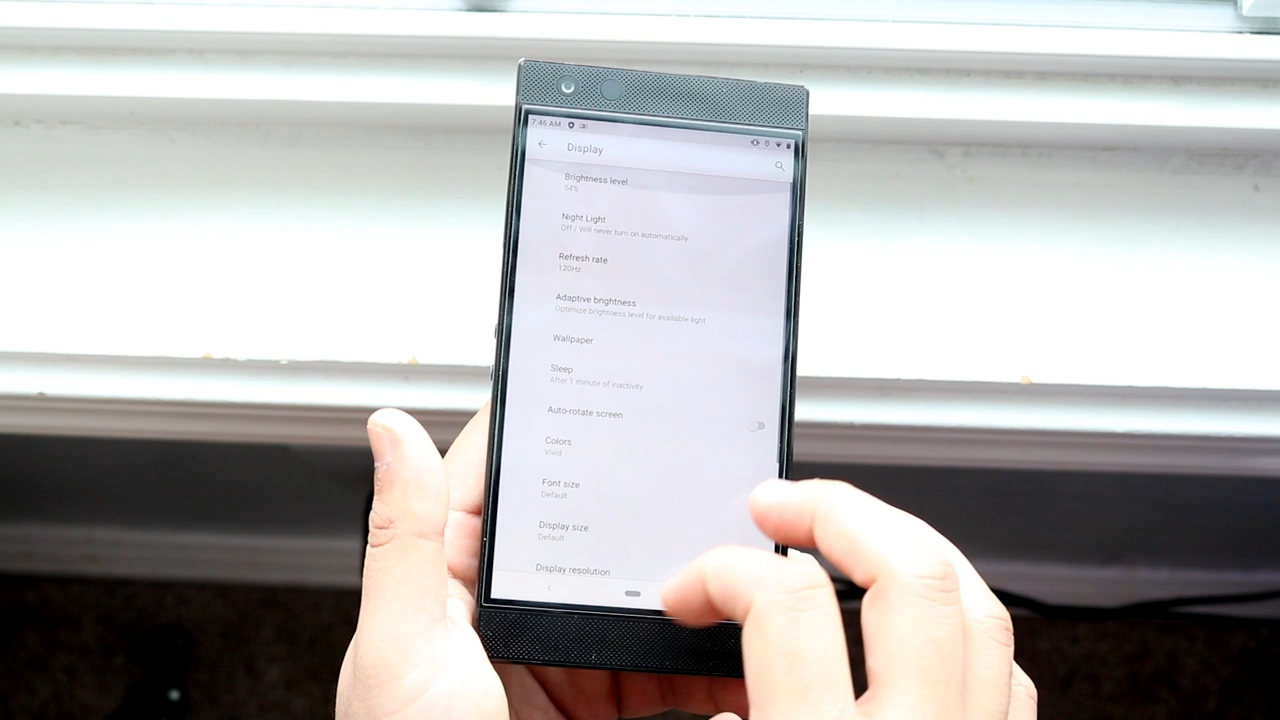 7:46 AM
Display
Brightness level
54%
Night Light
Off / Will never turn on automatically
Refresh rate
120Hz
Adaptive brightness
Optimize brightness level for available light
Wallpaper
Sleep
After 1 minute of inactivity
Auto-rotate screen
Colors
Vivid
Font size
Default
Display size
Default
Display resolution